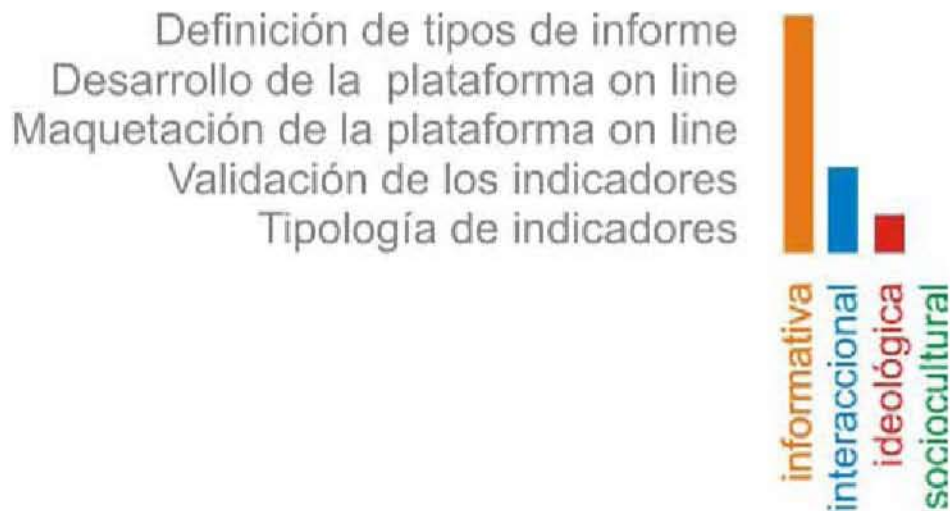 Definición de tipos de informe
Desarrollo de la plataforma on line
Maquetación de la plataforma on line
Validación de los indicadores
Tipología de indicadores
informativa
interaccional
ideológica
sociocultural